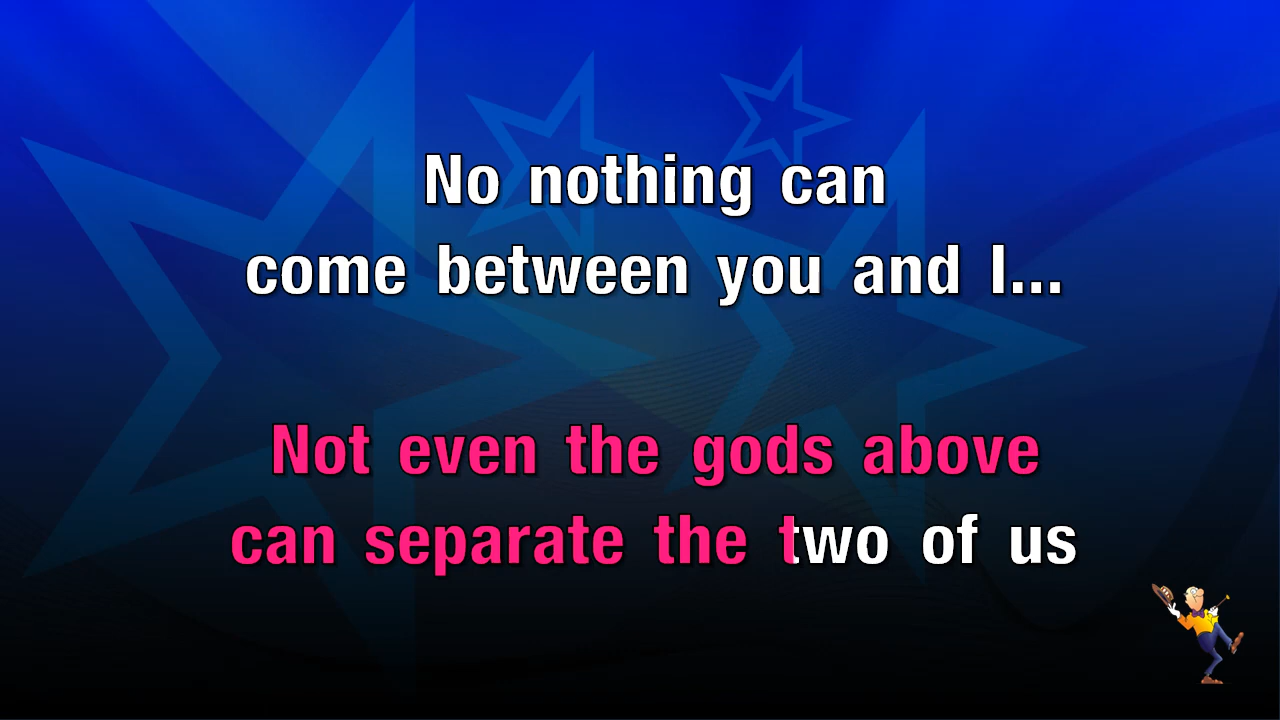 No nothing can
come between you and I...
Not even the gods above
can separate the two of us